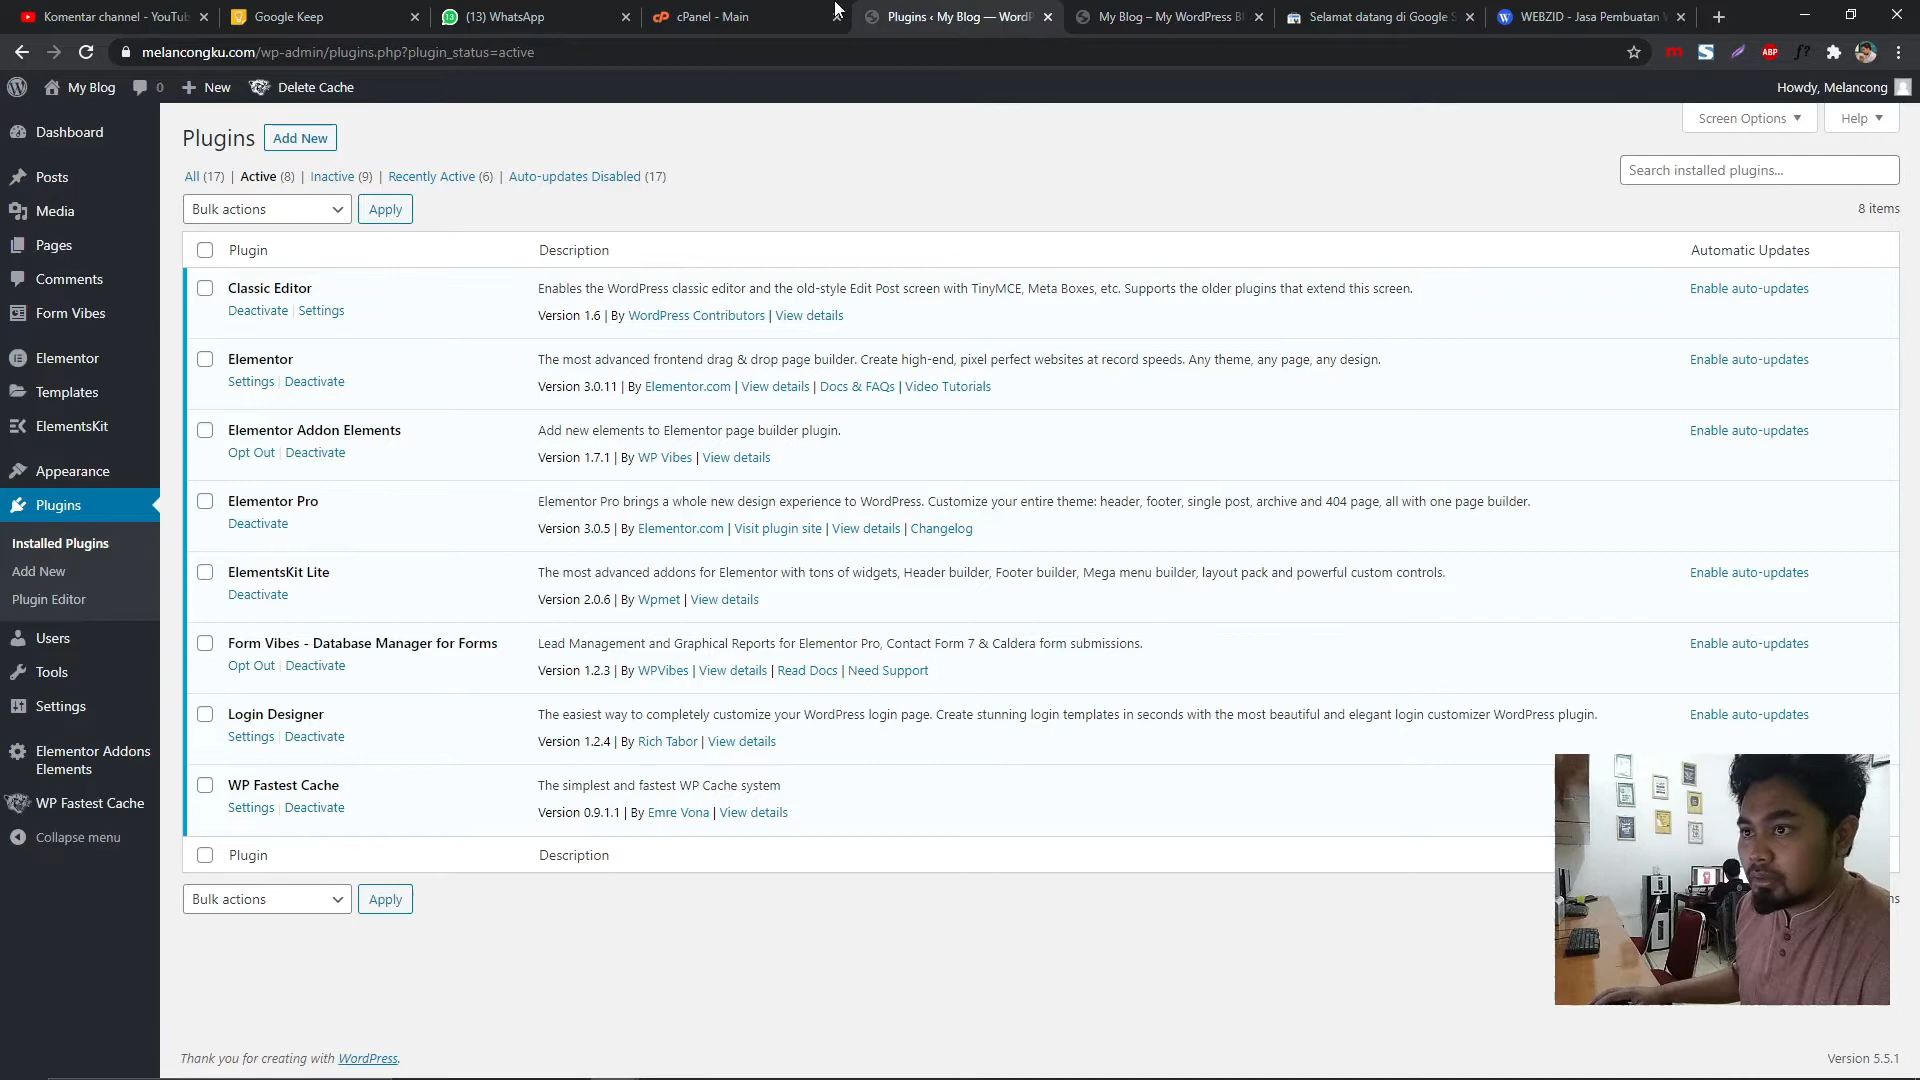 Komentar channel - YouTu
Google Keep
(13) WhatsApp
cPanel - Main
Plugins ‹ My Blog — WordP
My Blog – My WordPress Bl
Selamat datang di Google S
WEBZID - Jasa Pembuatan W
melancongku.com/wp-admin/plugins.php?plugin_status=active
My Blog
0
New
Delete Cache
Howdy, Melancong
Dashboard
Posts
Media
Pages
Comments
Form Vibes
Elementor
Templates
ElementsKit
Appearance
Plugins
Installed Plugins
Add New
Plugin Editor
Users
Tools
Settings
Elementor Addons
Elements
WP Fastest Cache
Collapse menu
Screen Options
Help
Plugins
Add New
All (17) | Active (8) | Inactive (9) | Recently Active (6) | Auto-updates Disabled (17)
Search installed plugins...
Bulk actions
Apply
8 items
Plugin
Description
Automatic Updates
Classic Editor
Deactivate | Settings
Enables the WordPress classic editor and the old-style Edit Post screen with TinyMCE, Meta Boxes, etc. Supports the older plugins that extend this screen.
Version 1.6 | By WordPress Contributors | View details
Enable auto-updates
Elementor
Settings | Deactivate
The most advanced frontend drag & drop page builder. Create high-end, pixel perfect websites at record speeds. Any theme, any page, any design.
Version 3.0.11 | By Elementor.com | View details | Docs & FAQs | Video Tutorials
Enable auto-updates
Elementor Addon Elements
Opt Out | Deactivate
Add new elements to Elementor page builder plugin.
Version 1.7.1 | By WP Vibes | View details
Enable auto-updates
Elementor Pro
Deactivate
Elementor Pro brings a whole new design experience to WordPress. Customize your entire theme: header, footer, single post, archive and 404 page, all with one page builder.
Version 3.0.5 | By Elementor.com | Visit plugin site | View details | Changelog
ElementsKit Lite
Deactivate
The most advanced addons for Elementor with tons of widgets, Header builder, Footer builder, Mega menu builder, layout pack and powerful custom controls.
Version 2.0.6 | By Wpmet | View details
Enable auto-updates
Form Vibes - Database Manager for Forms
Opt Out | Deactivate
Lead Management and Graphical Reports for Elementor Pro, Contact Form 7 & Caldera form submissions.
Version 1.2.3 | By WPVibes | View details | Read Docs | Need Support
Enable auto-updates
Login Designer
Settings | Deactivate
The easiest way to completely customize your WordPress login page. Create stunning login templates in seconds with the most beautiful and elegant login customizer WordPress plugin.
Version 1.2.4 | By Rich Tabor | View details
Enable auto-updates
WP Fastest Cache
Settings | Deactivate
The simplest and fastest WP Cache system
Version 0.9.1.1 | By Emre Vona | View details
Plugin
Description
Bulk actions
Apply
Thank you for creating with WordPress.
Version 5.5.1